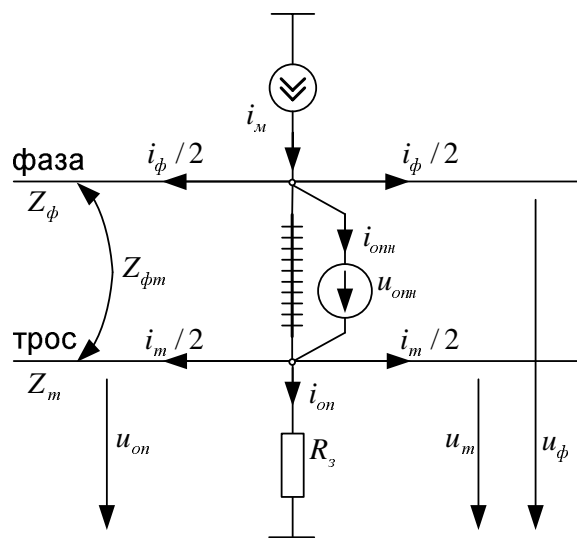 i_м
фаза
i_ф / 2
i_ф / 2
Z_ф
i_опн
Z_фт
u_опн
трос
i_т / 2
i_т / 2
Z_т
i_оп
u_оп
R_з
u_т
u_ф